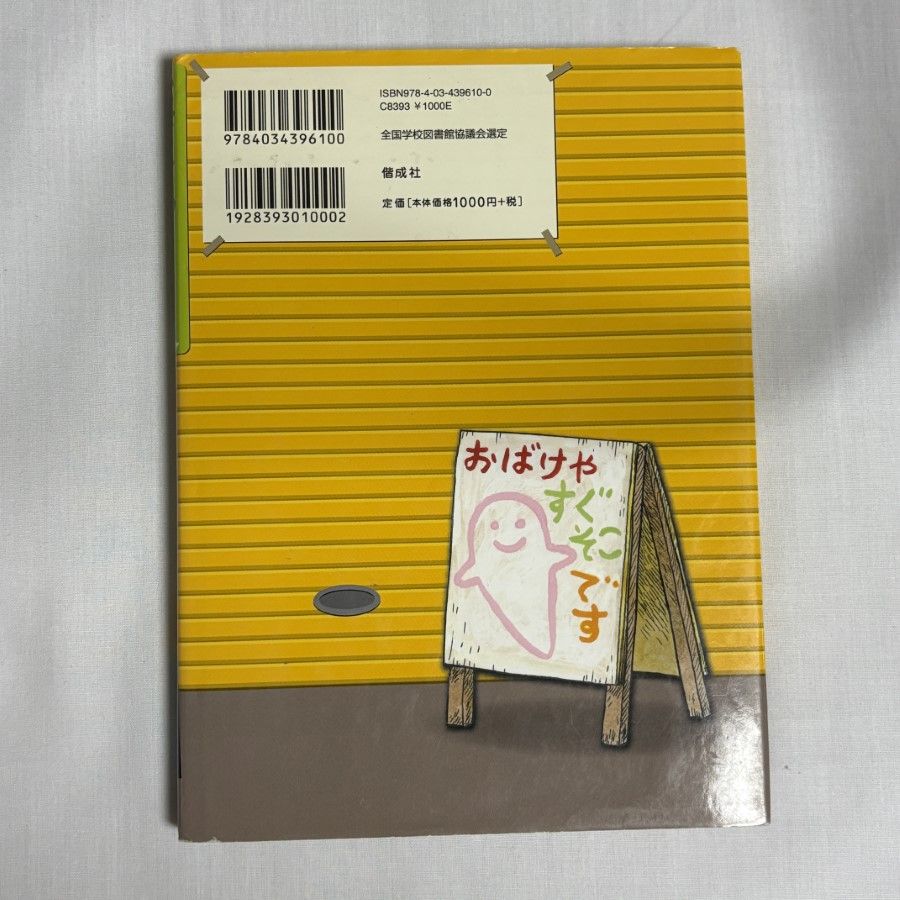 ISBN978-4-03-439610-0
C8393 ¥1000E
9784034396100
全国学校図書館協議会選定
偕成社
1928393010002
定価[本体価格1000円+税]
おばけや
すぐ
そこ
です